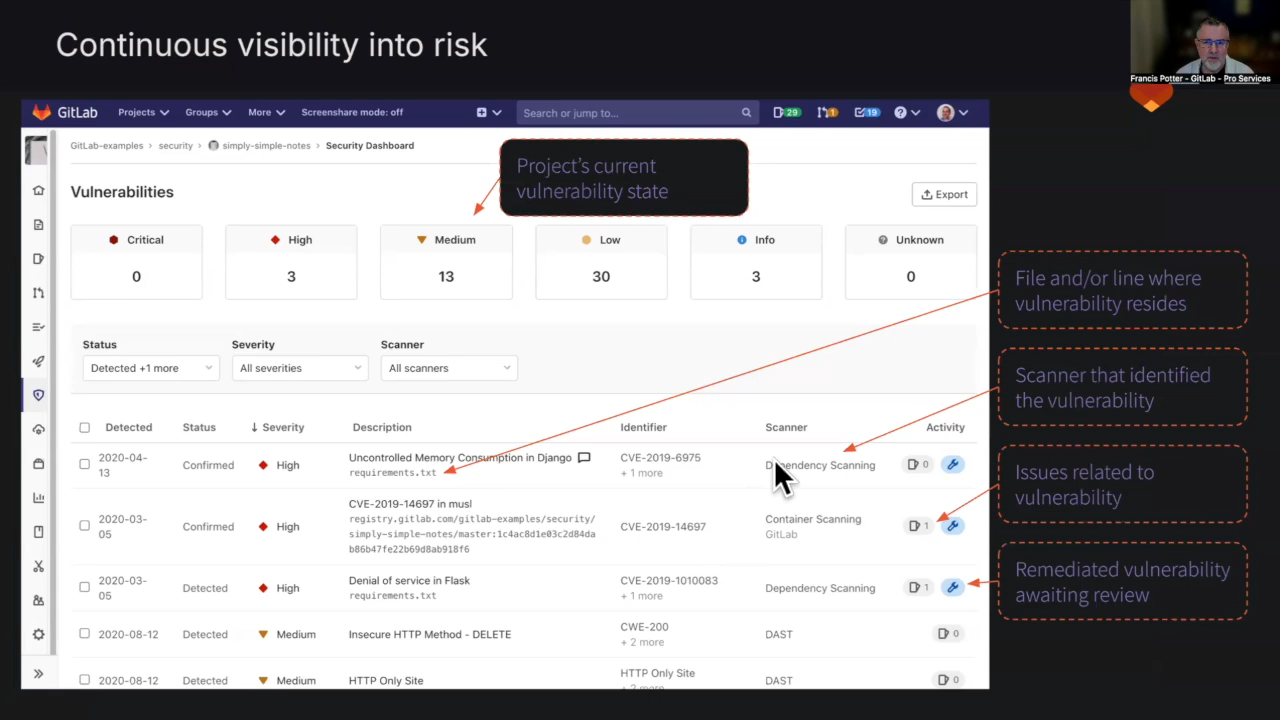 Continuous visibility into risk
Francis Potter - GitLab - Pro Services
GitLab Projects Groups More Screenshare mode: off Search or jump to... 29 1 19
GitLab-examples › security › simply-simple-notes › Security Dashboard
Project's current
vulnerability state
Vulnerabilities
Export
Critical High Medium Low Info Unknown
0 3 13 30 3 0
File and/or line where
vulnerability resides
Status Severity Scanner
Detected +1 more All severities All scanners
Scanner that identified
the vulnerability
Detected Status Severity Description Identifier Scanner Activity
2020-04-
13
Confirmed High Uncontrolled Memory Consumption in Django
requirements.txt
CVE-2019-6975
+ 1 more
Dependency Scanning 0
Issues related to
vulnerability
2020-03-
05
Confirmed High CVE-2019-14697 in musl
registry.gitlab.com/gitlab-examples/security/
simply-simple-notes/master:1c4ac8d1e03c2d84da
b86b47fe22b69d8ab918f6
CVE-2019-14697
Container Scanning
GitLab
1
Remediated vulnerability
awaiting review
2020-03-
05
Detected High Denial of service in Flask
requirements.txt
CVE-2019-1010083
+ 1 more
Dependency Scanning 1
2020-08-12 Detected Medium Insecure HTTP Method - DELETE
CWE-200
+ 2 more
DAST 0
2020-08-12 Detected Medium HTTP Only Site
HTTP Only Site
+ 2 more
DAST 0